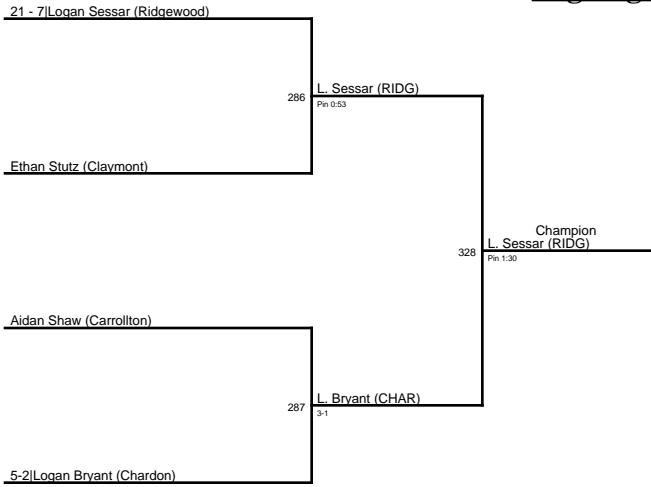 21 - 7|Logan Sessar (Ridgewood)
286
L. Sessar (RIDG)
Pin 0:53
Ethan Stutz (Claymont)
Champion
328
L. Sessar (RIDG)
Pin 1:30
Aidan Shaw (Carrollton)
287
L. Bryant (CHAR)
3-1
5-2|Logan Bryant (Chardon)